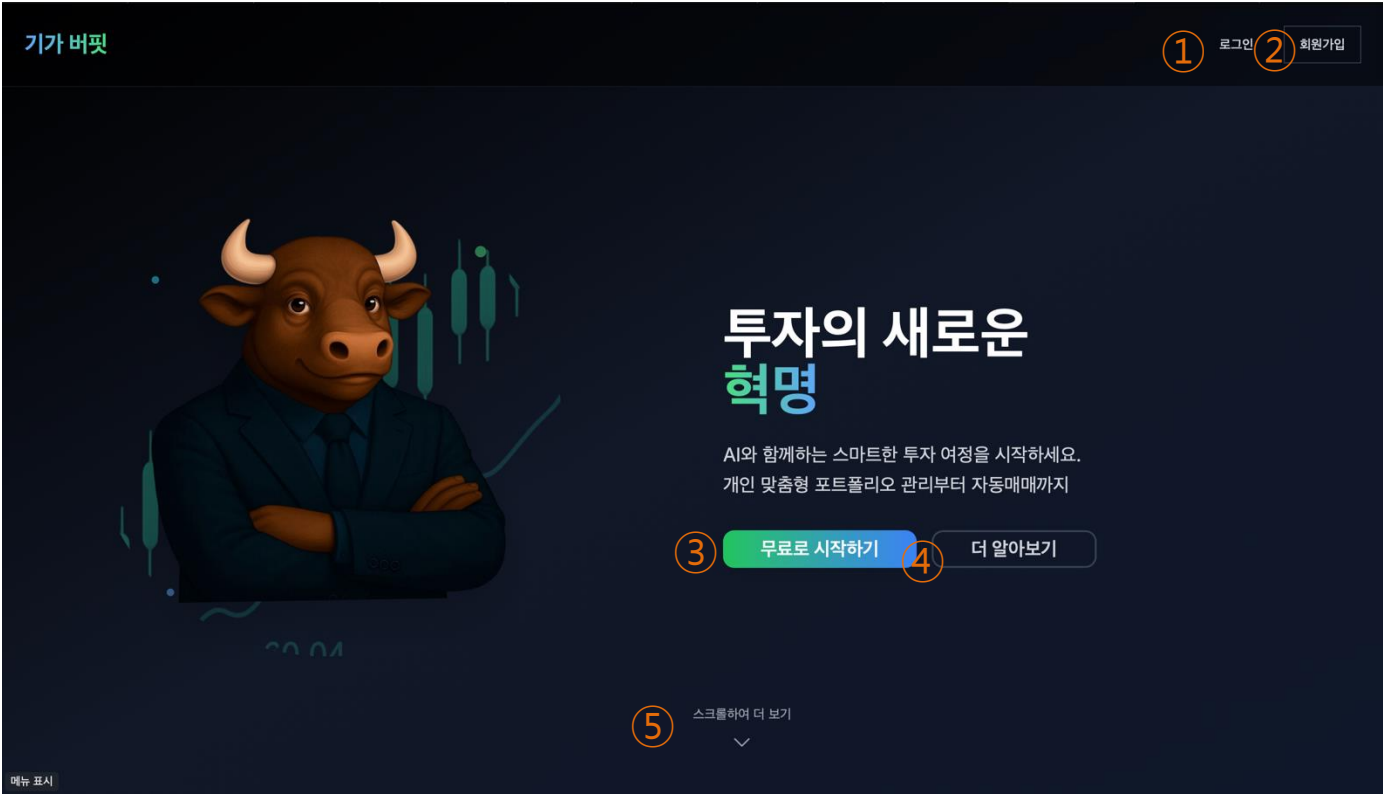 기가 버핏
① 로그인 ② 회원가입
투자의 새로운
혁명
AI와 함께하는 스마트한 투자 여정을 시작하세요.
개인 맞춤형 포트폴리오 관리부터 자동매매까지
③ 무료로 시작하기 ④ 더 알아보기
⑤ 스크롤하여 더 보기
메뉴 표시